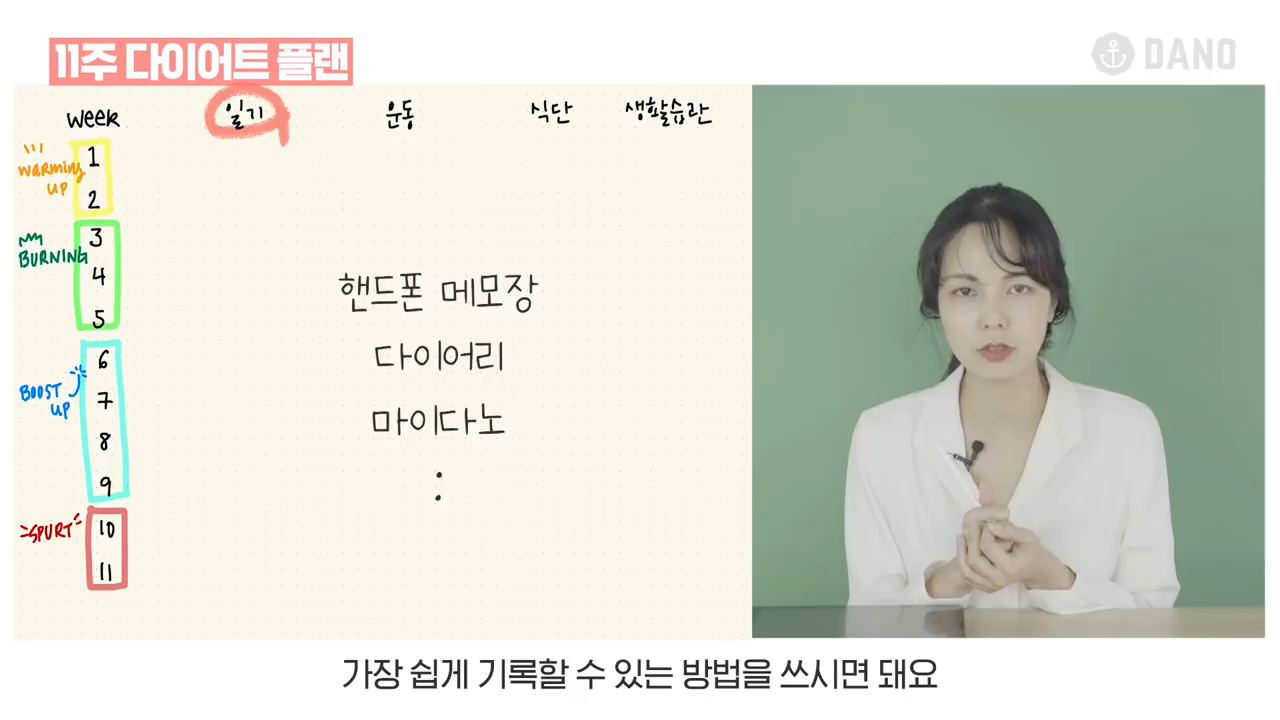 11주 다이어트 플랜
DANO
week 일기 운동 식단 생활습관
warming up
1
2
BURNING
3
4
5
BOOST UP
6
7
8
9
SPURT
10
11
핸드폰 메모장
다이어리
마이다노
:
가장 쉽게 기록할 수 있는 방법을 쓰시면 돼요